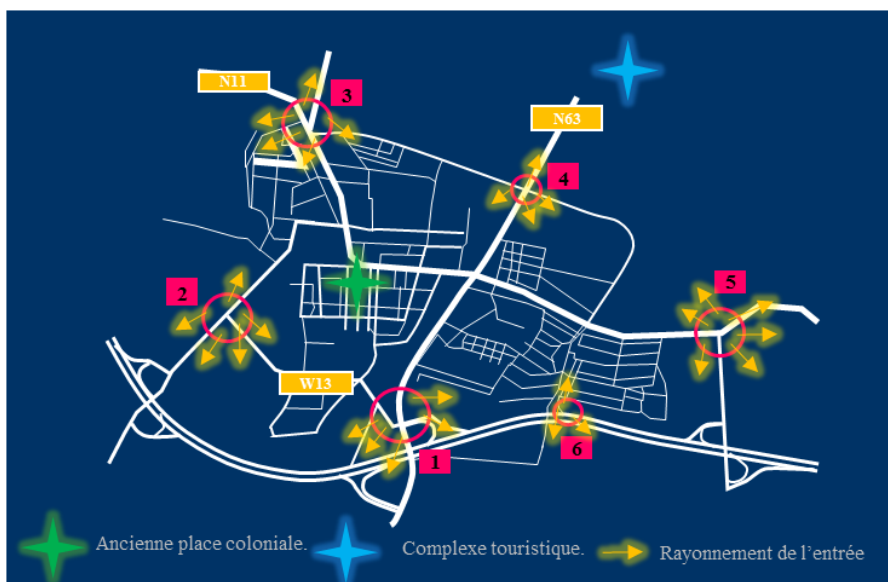 N11
3
N63
4
2
5
W13
1
6
Ancienne place coloniale.
Complexe touristique.
Rayonnement de l’entrée